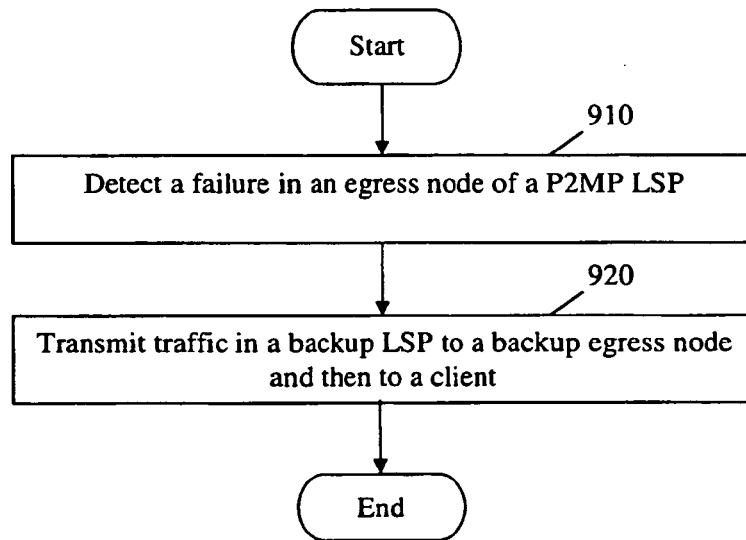 Start
910
Detect a failure in an egress node of a P2MP LSP
920
Transmit traffic in a backup LSP to a backup egress node
and then to a client
End